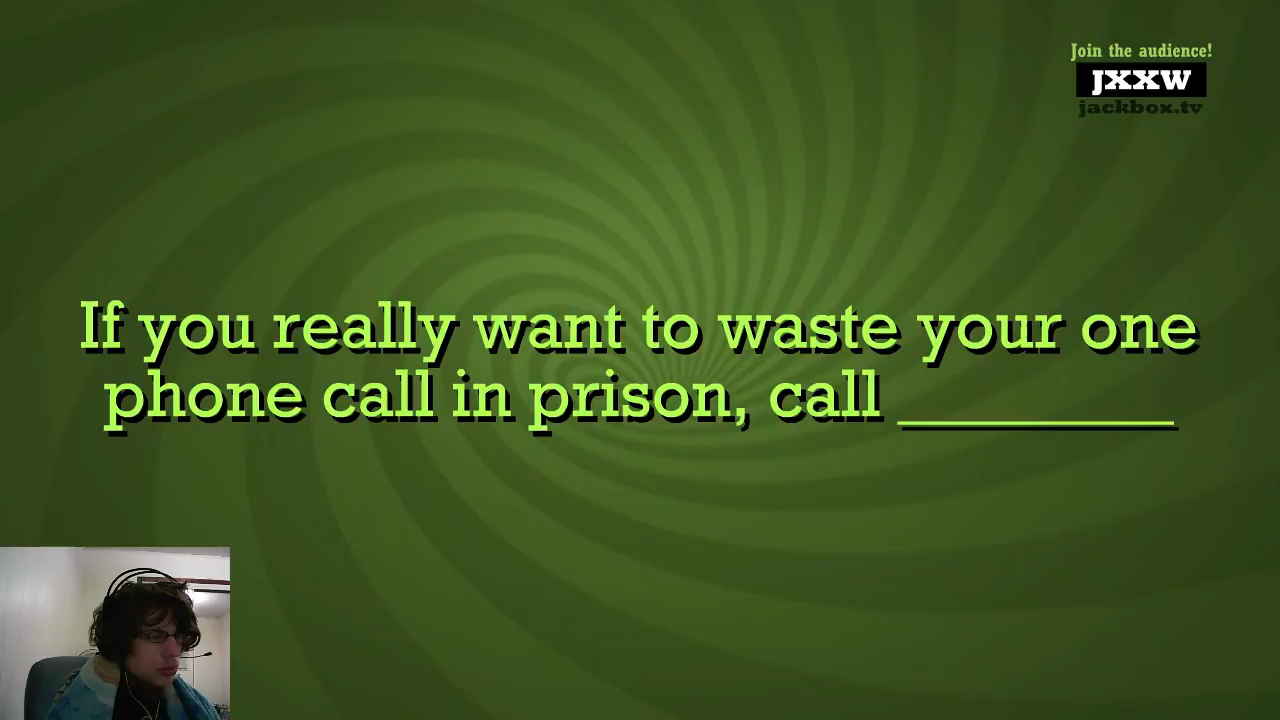 Join the audience!
JXXW
jackbox.tv
If you really want to waste your one
phone call in prison, call _________